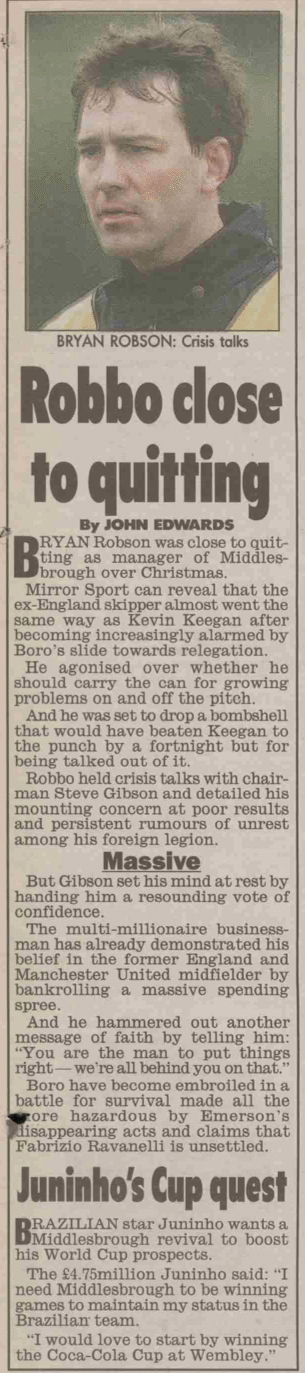 BRYAN ROBSON: Crisis talks
Robbo close
to quitting
By JOHN EDWARDS
BRYAN Robson was close to quit-
ting as manager of Middles-
brough over Christmas.
Mirror Sport can reveal that the
ex-England skipper almost went the
same way as Kevin Keegan after
becoming increasingly alarmed by
Boro's slide towards relegation.
He agonised over whether he
should carry the can for growing
problems on and off the pitch.
And he was set to drop a bombshell
that would have beaten Keegan to
the punch by a fortnight but for
being talked out of it.
Robbo held crisis talks with chair-
man Steve Gibson and detailed his
mounting concern at poor results
and persistent rumours of unrest
among his foreign legion.
Massive
But Gibson set his mind at rest by
handing him a resounding vote of
confidence.
The multi-millionaire business-
man has already demonstrated his
belief in the former England and
Manchester United midfielder by
bankrolling a massive spending
spree.
And he hammered out another
message of faith by telling him:
"You are the man to put things
right — we're all behind you on that."
Boro have become embroiled in a
battle for survival made all the
more hazardous by Emerson's
disappearing acts and claims that
Fabrizio Ravanelli is unsettled.
Juninho's Cup quest
BRAZILIAN star Juninho wants a
Middlesbrough revival to boost
his World Cup prospects.
The £4.75million Juninho said: "I
need Middlesbrough to be winning
games to maintain my status in the
Brazilian team.
"I would love to start by winning
the Coca-Cola Cup at Wembley."